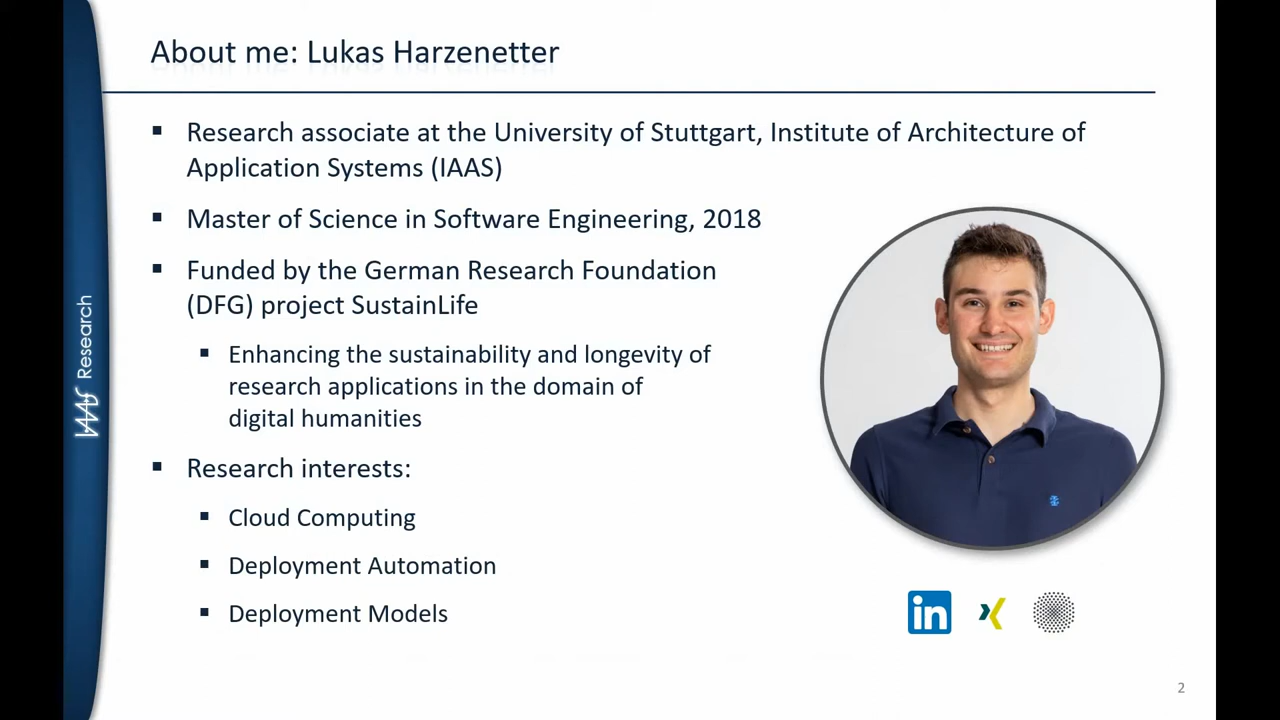 About me: Lukas Harzenetter
▪ Research associate at the University of Stuttgart, Institute of Architecture of
Application Systems (IAAS)
▪ Master of Science in Software Engineering, 2018
▪ Funded by the German Research Foundation
(DFG) project SustainLife
▪ Enhancing the sustainability and longevity of
research applications in the domain of
digital humanities
▪ Research interests:
▪ Cloud Computing
▪ Deployment Automation
▪ Deployment Models
IAAS Research
in
2